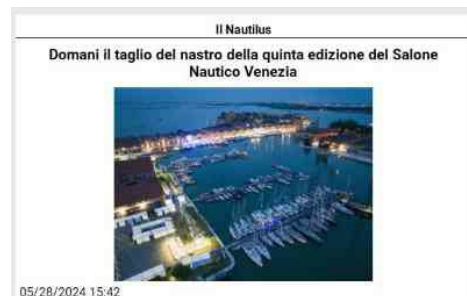 Il Nautilus
Domani il taglio del nastro della quinta edizione del Salone
Nautico Venezia
05/28/2024 15:42